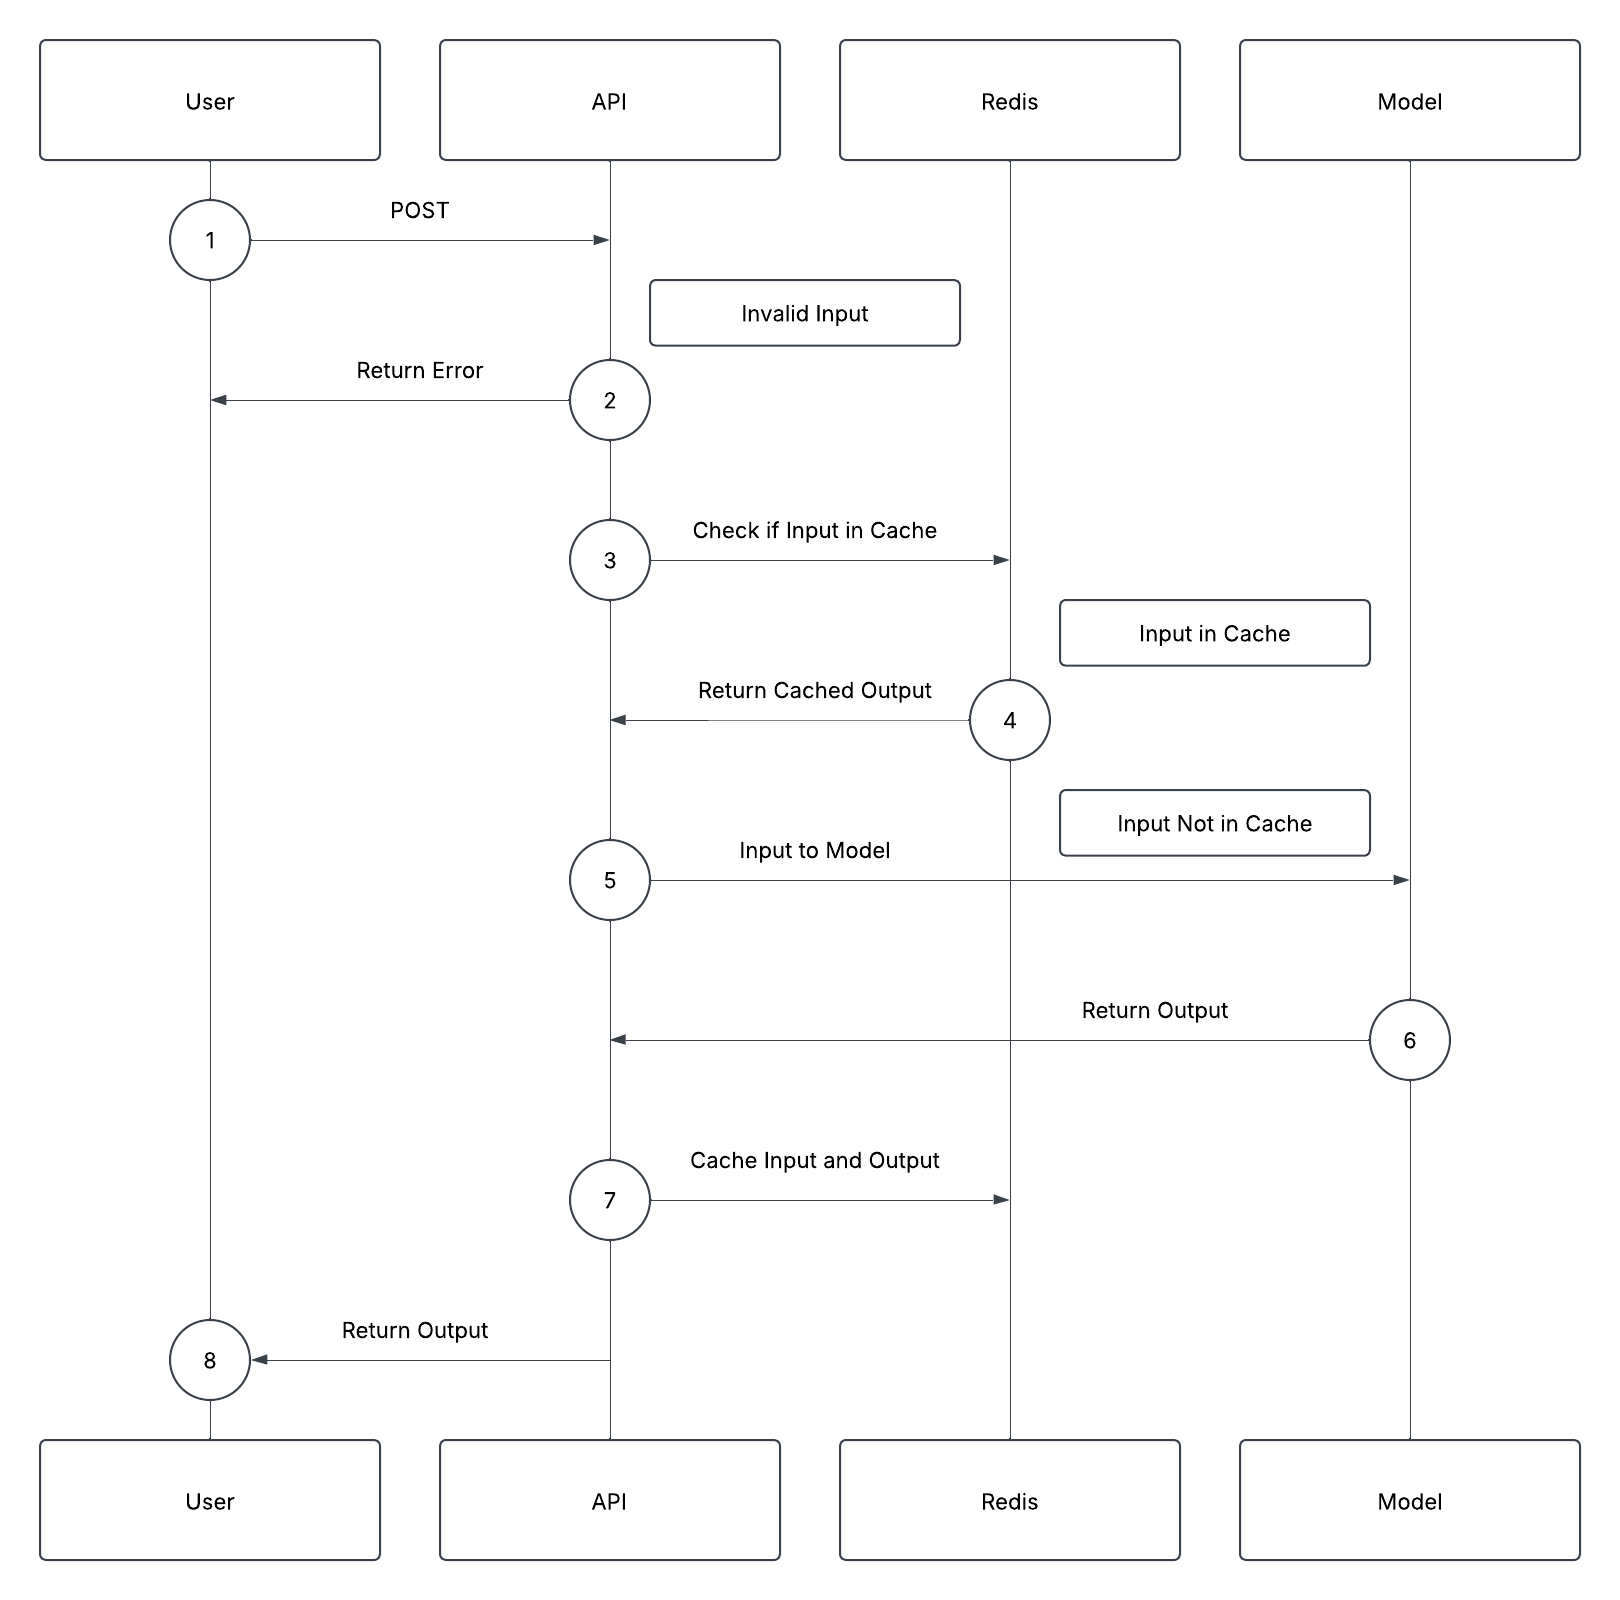 User
API
Redis
Model
POST
1
Invalid Input
Return Error
2
Check if Input in Cache
3
Input in Cache
Return Cached Output
4
Input Not in Cache
Input to Model
5
Return Output
6
Cache Input and Output
7
Return Output
8
User
API
Redis
Model